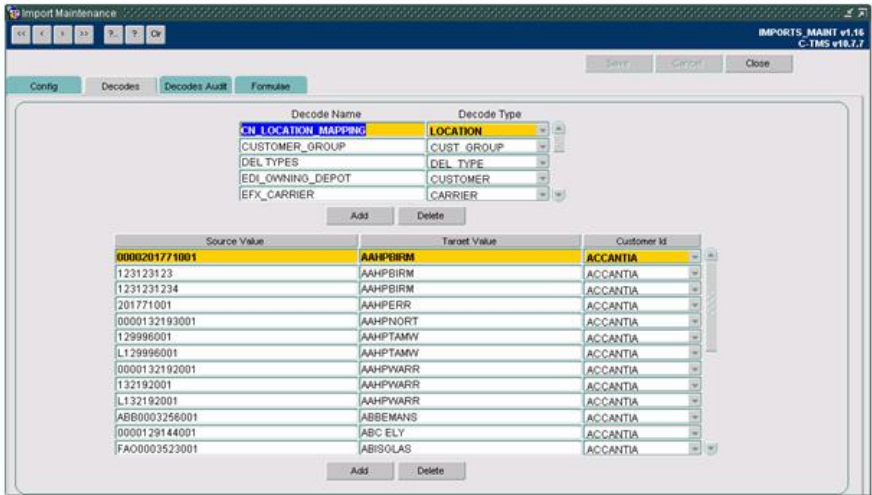 Import Maintenance
<< < > >> ?.. ? Clr IMPORTS_MAINT v1.16
C-TMS v10.7.7
Save Cancel Close
Config Decodes Decodes Audit Formulae
Decode Name Decode Type
CN_LOCATION_MAPPING LOCATION
CUSTOMER_GROUP CUST_GROUP
DEL TYPES DEL_TYPE
EDI_OWNING_DEPOT CUSTOMER
EFX_CARRIER CARRIER
Add Delete
Source Value Target Value Customer Id
0000201771001 AAHPBIRM ACCANTIA
123123123 AAHPBIRM ACCANTIA
1231231234 AAHPBIRM ACCANTIA
201771001 AAHPERR ACCANTIA
0000132193001 AAHPNORT ACCANTIA
129996001 AAHPTAMW ACCANTIA
L129996001 AAHPTAMW ACCANTIA
0000132192001 AAHPWARR ACCANTIA
132192001 AAHPWARR ACCANTIA
L132192001 AAHPWARR ACCANTIA
ABB0003256001 ABBEMANS ACCANTIA
0000129144001 ABC ELY ACCANTIA
FAO0003523001 ABISOLAS ACCANTIA
Add Delete